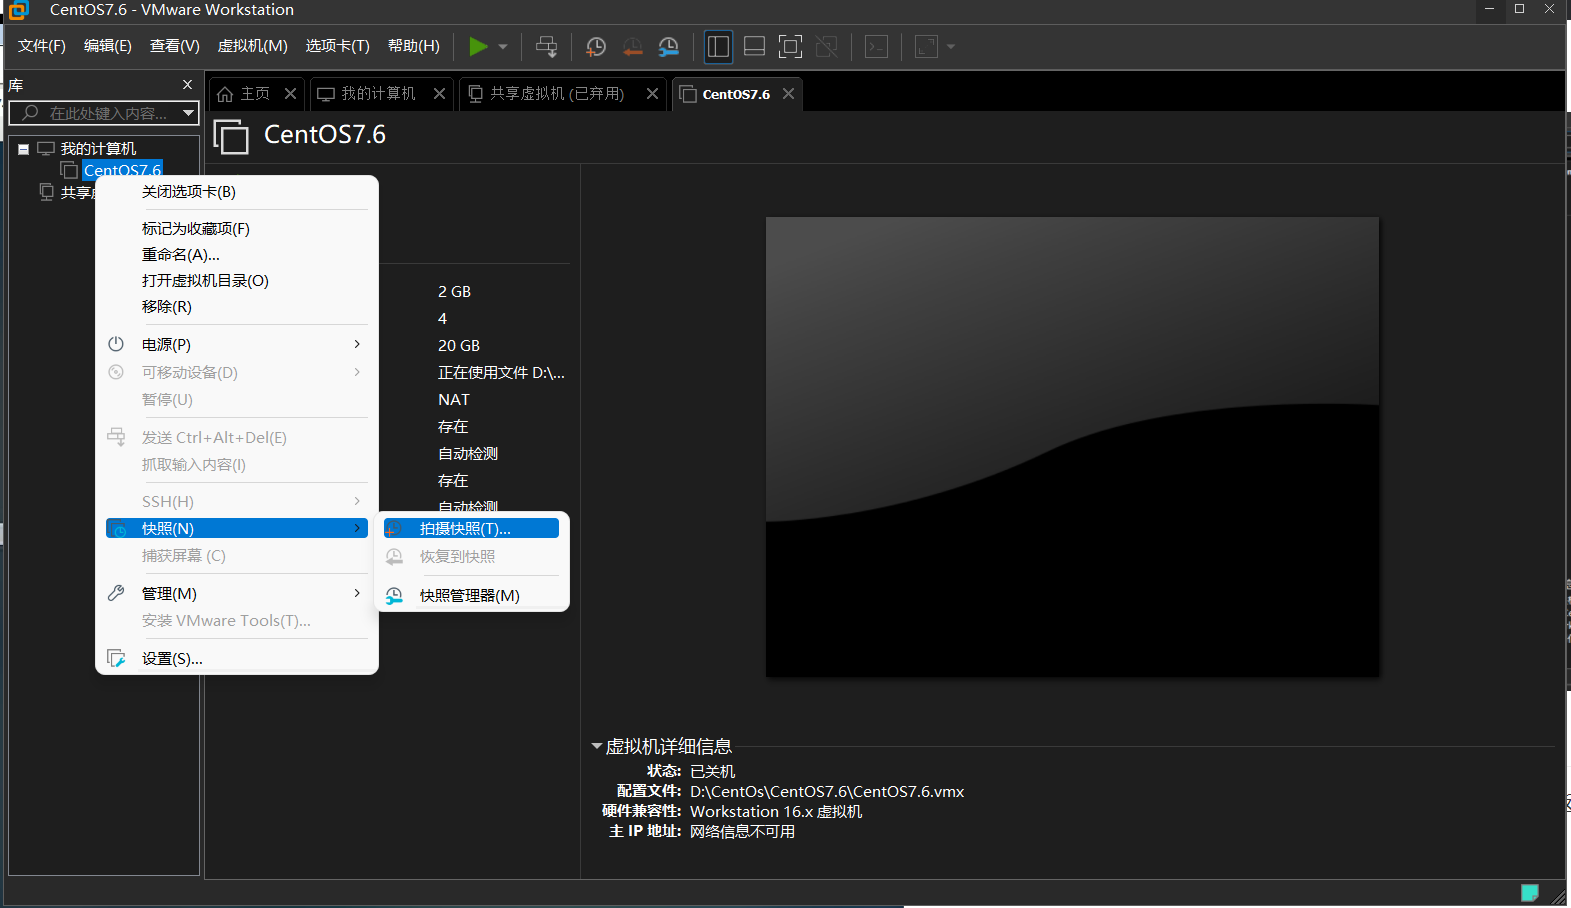 CentOS7.6 - VMware Workstation
文件(F) 编辑(E) 查看(V) 虚拟机(M) 选项卡(T) 帮助(H)
库
在此处键入内容...
我的计算机
CentOS7.6
共享
主页
我的计算机
共享虚拟机 (已弃用)
CentOS7.6
CentOS7.6
关闭选项卡(B)
标记为收藏项(F)
重命名(A)...
打开虚拟机目录(O)
移除(R)
电源(P)
可移动设备(D)
暂停(U)
发送 Ctrl+Alt+Del(E)
抓取输入内容(I)
SSH(H)
快照(N)
捕获屏幕 (C)
管理(M)
安装 VMware Tools(T)...
设置(S)...
拍摄快照(T)...
恢复到快照
快照管理器(M)
2 GB
4
20 GB
正在使用文件 D:\...
NAT
存在
自动检测
存在
自动检测
虚拟机详细信息
状态: 已关机
配置文件: D:\CentOs\CentOS7.6\CentOS7.6.vmx
硬件兼容性: Workstation 16.x 虚拟机
主 IP 地址: 网络信息不可用